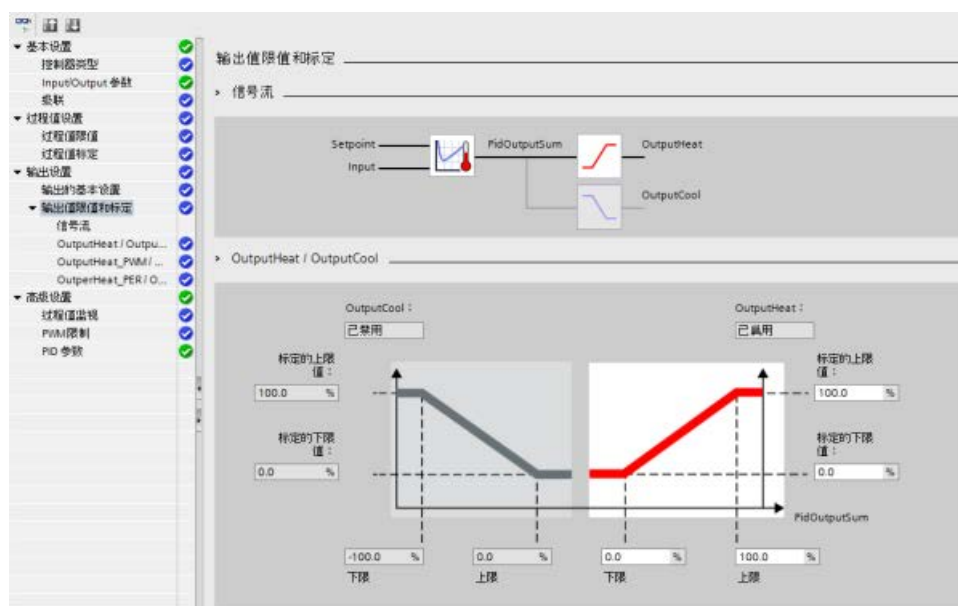 基本设置
控制器类型
Input/Output 参数
级联
过程值设置
过程值限值
过程值标定
输出设置
输出的基本设置
输出值限值和标定
信号流
OutputHeat / Outpu...
OutputHeat_PWM / ...
OutperHeat_PER / O...
高级设置
过程值监视
PWM限制
PID 参数
输出值限值和标定
信号流
Setpoint
Input
PidOutputSum
OutputHeat
OutputCool
OutputHeat / OutputCool
OutputCool：
已禁用
OutputHeat：
已启用
标定的上限
值：
100.0 %
标定的下限
值：
0.0 %
标定的上限
值：
100.0 %
标定的下限
值：
0.0 %
PidOutputSum
-100.0 %
下限
0.0 %
上限
0.0 %
下限
100.0 %
上限